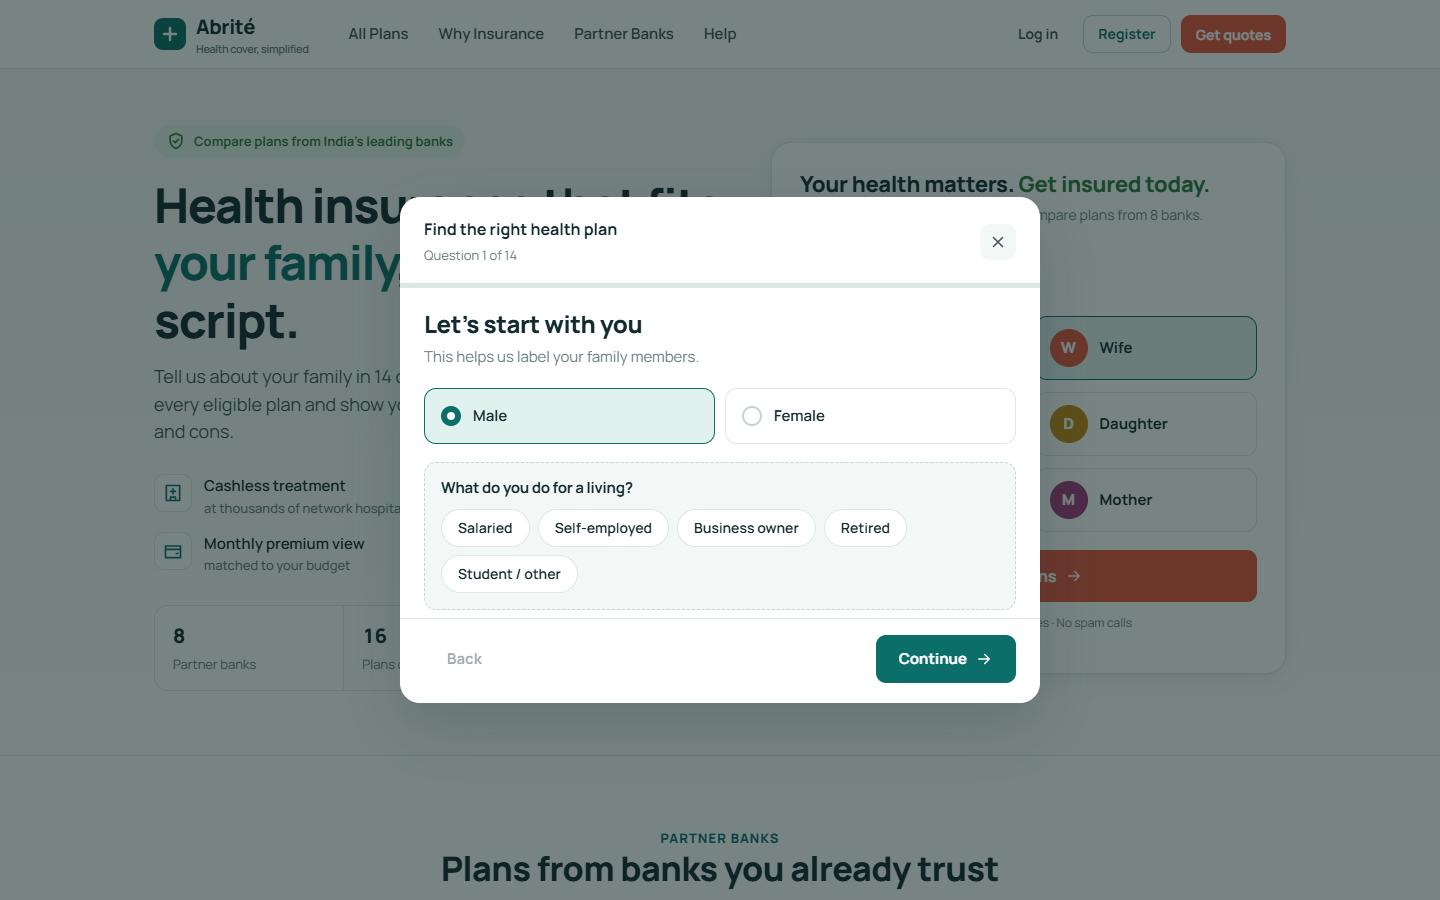 Abrité
Health cover, simplified
All Plans
Why Insurance
Partner Banks
Help
Log in
Register
Get quotes
Compare plans from India's leading banks
Health
your family
script.
Tell us about your family in 14
every eligible plan and show
and cons.
Cashless treatment
at thousands of network
Monthly premium view
matched to your budget
8
Partner banks
16
Plans
Your health matters. Get insured today.
plans from 8 banks.
W
Wife
D
Daughter
M
Mother
· No spam calls
Find the right health plan
Question 1 of 14
Let's start with you
This helps us label your family members.
Male
Female
What do you do for a living?
Salaried
Self-employed
Business owner
Retired
Student / other
Back
Continue
PARTNER BANKS
Plans from banks you already trust